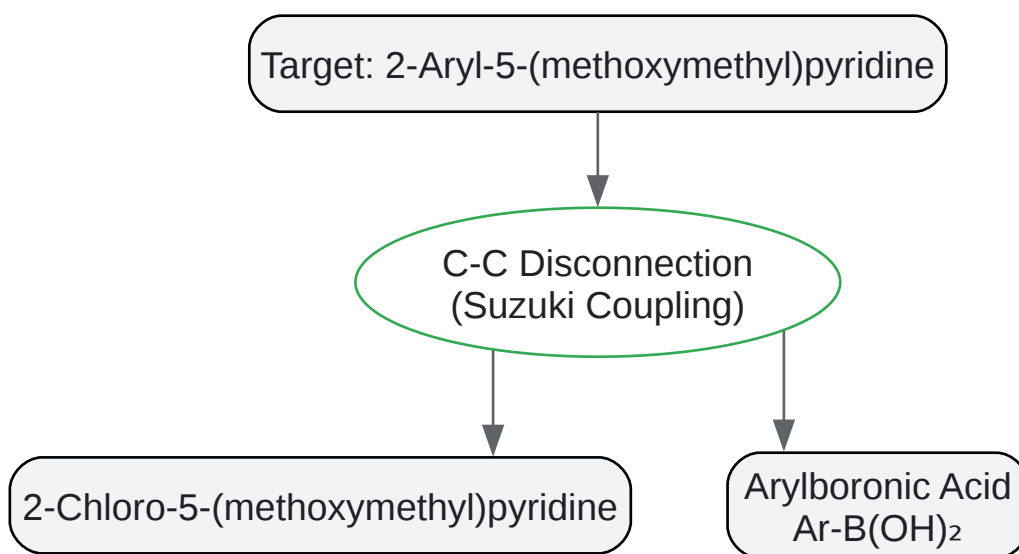 Target: 2-Aryl-5-(methoxymethyl)pyridine
C-C Disconnection
(Suzuki Coupling)
2-Chloro-5-(methoxymethyl)pyridine
Arylboronic Acid
Ar-B(OH)₂